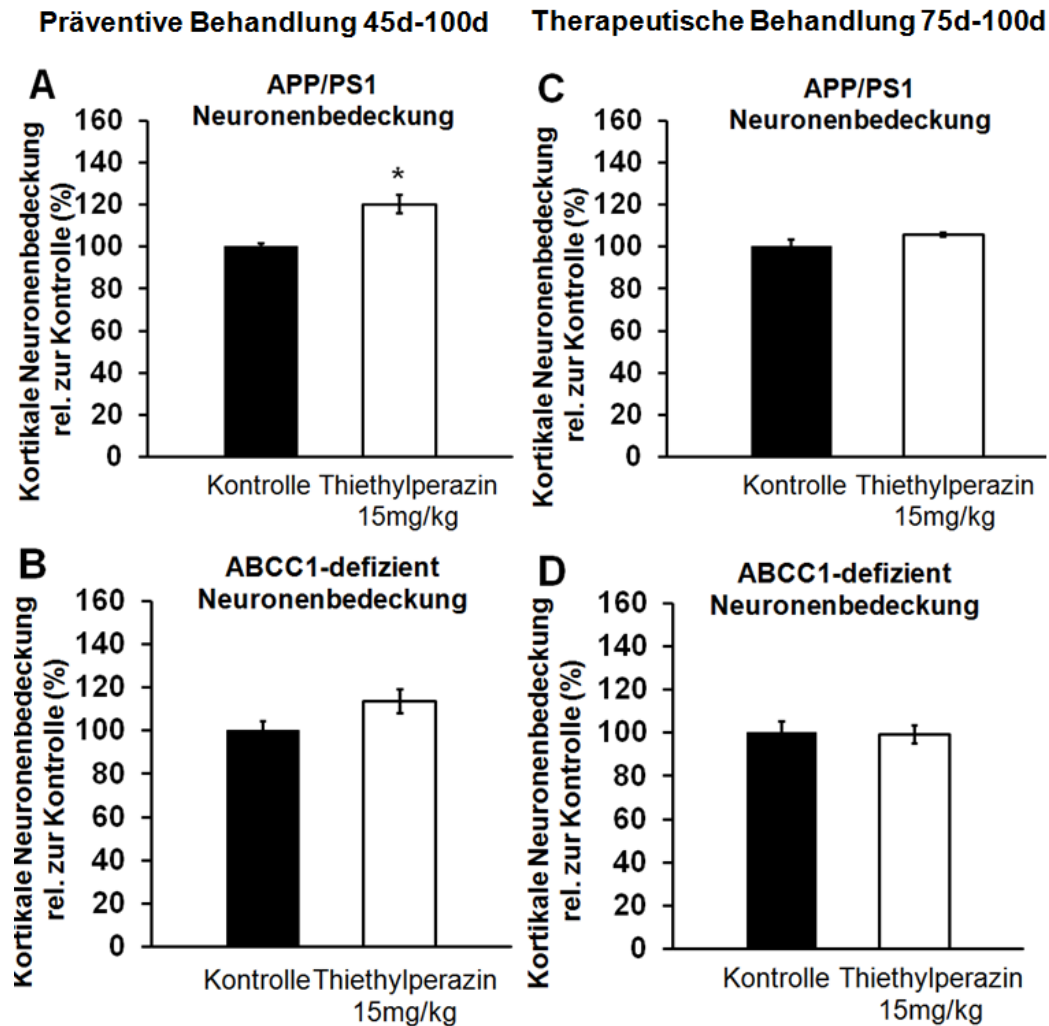 Präventive Behandlung 45d-100d
Therapeutische Behandlung 75d-100d
A
APP/PS1
Neuronenbedeckung
Kortikale Neuronenbedeckung
rel. zur Kontrolle (%)
160
140
120
100
80
60
40
20
0
*
Kontrolle
Thiethylperazin
15mg/kg
C
APP/PS1
Neuronenbedeckung
Kortikale Neuronenbedeckung
rel. zur Kontrolle (%)
160
140
120
100
80
60
40
20
0
Kontrolle
Thiethylperazin
15mg/kg
B
ABCC1-defizient
Neuronenbedeckung
Kortikale Neuronenbedeckung
rel. zur Kontrolle (%)
160
140
120
100
80
60
40
20
0
Kontrolle
Thiethylperazin
15mg/kg
D
ABCC1-defizient
Neuronenbedeckung
Kortikale Neuronenbedeckung
rel. zur Kontrolle (%)
160
140
120
100
80
60
40
20
0
Kontrolle
Thiethylperazin
15mg/kg